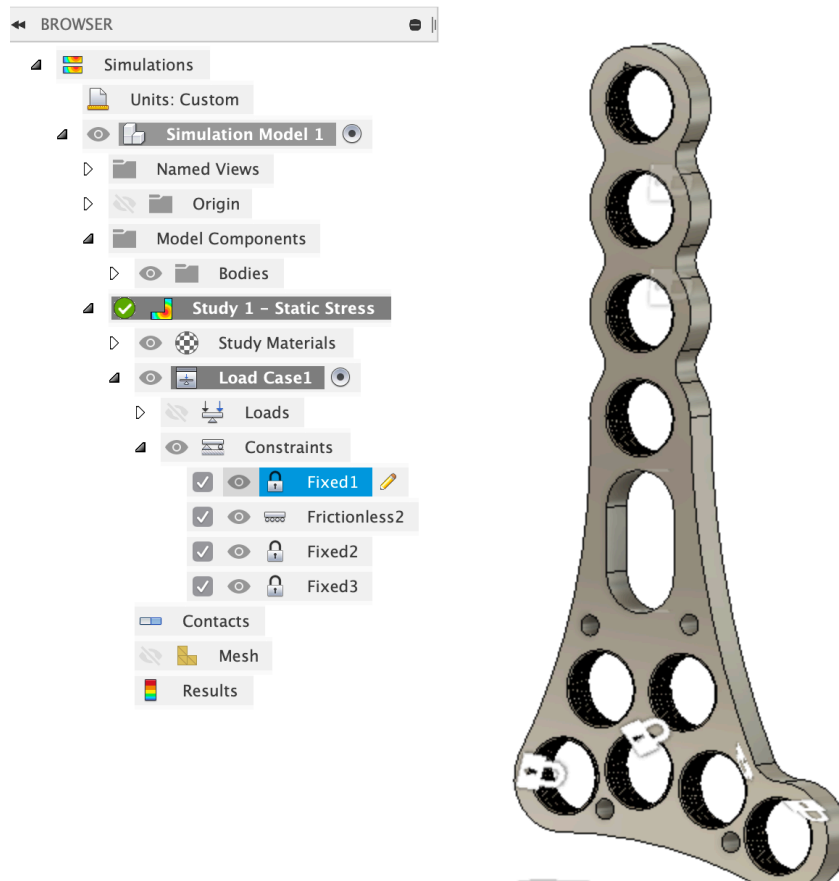 BROWSER
Simulations
Units: Custom
Simulation Model 1
Named Views
Origin
Model Components
Bodies
Study 1 - Static Stress
Study Materials
Load Case1
Loads
Constraints
Fixed1
Frictionless2
Fixed2
Fixed3
Contacts
Mesh
Results